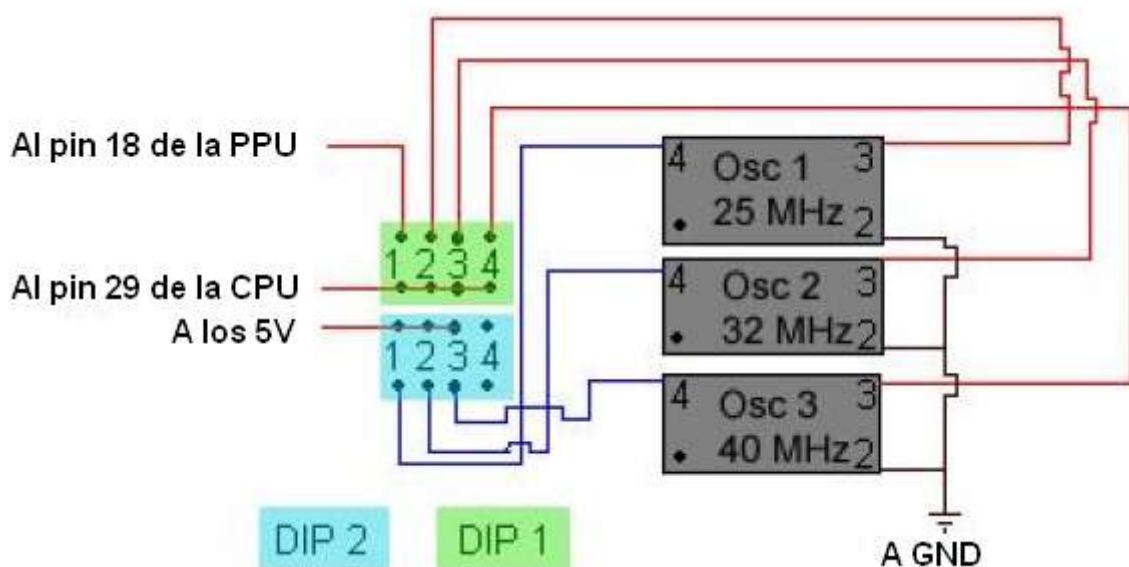 Al pin 18 de la PPU
1 2 3 4
Al pin 29 de la CPU
A los 5V
1 2 3 4
4 Osc 1 3
25 MHz 2
4 Osc 2 3
32 MHz 2
4 Osc 3 3
40 MHz 2
DIP 2
DIP 1
A GND